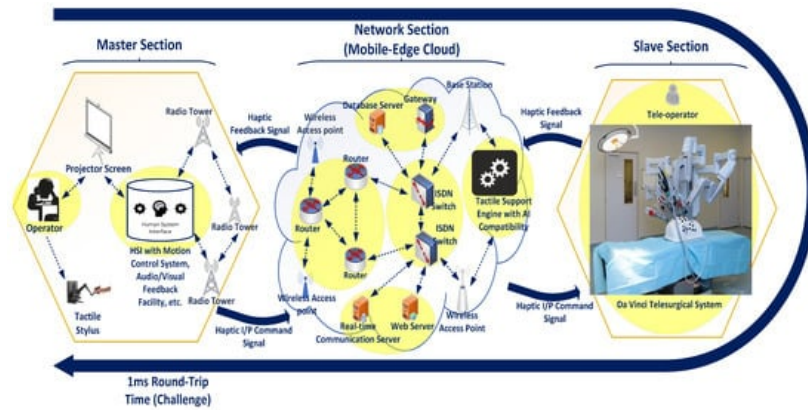 Network Section
(Mobile-Edge Cloud)
Master Section
Slave Section
Radio Tower
Projector Screen
Operator
Human System
Interface
HSI with Motion
Control System,
Audio/Visual
Feedback
Facility, etc.
Tactile
Stylus
Radio Tower
Radio Tower
Haptic
Feedback Signal
Haptic I/P Command
Signal
Wireless
Access point
Database Server
Gateway
Base Station
Router
Router
Router
ISDN
Switch
ISDN
Switch
Tactile Support
Engine with AI
Compatibility
Wireless Access
point
Real-time
Communication Server
Web Server
Wireless
Access Point
Haptic Feedback
Signal
Haptic I/P Command
Signal
Tele-operator
Da Vinci Telesurgical System
1ms Round-Trip
Time (Challenge)